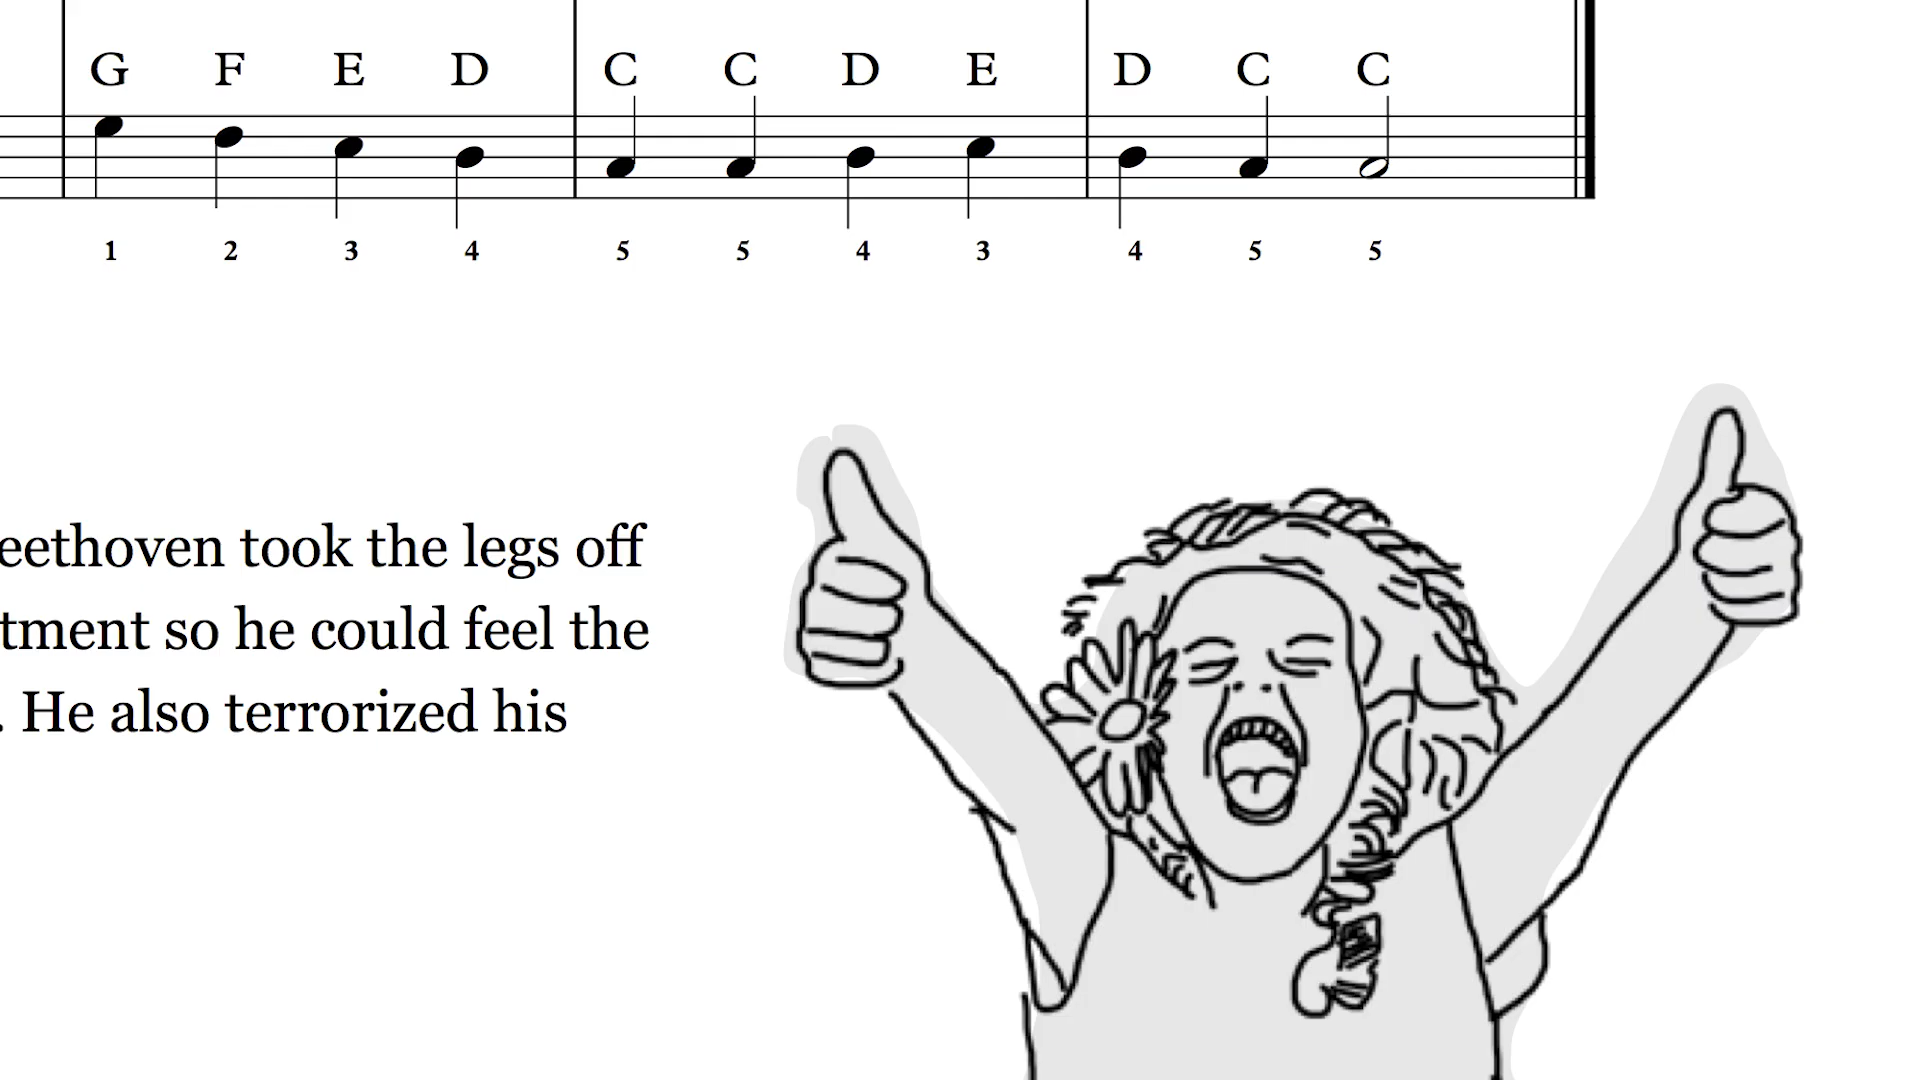 G F E D C C D E D C C
1 2 3 4 5 5 4 3 4 5 5
eethoven took the legs off
tment so he could feel the
. He also terrorized his